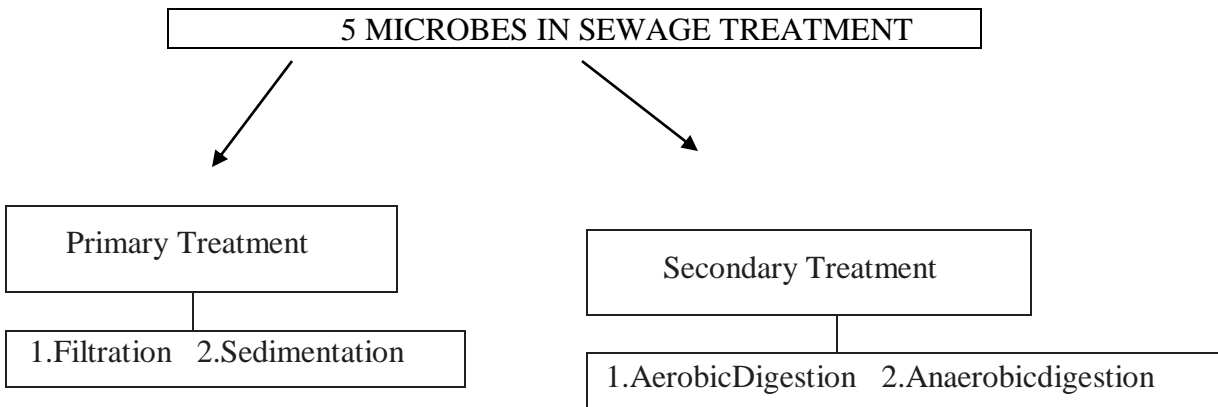 5 MICROBES IN SEWAGE TREATMENT
Primary Treatment
Secondary Treatment
1.Filtration 2.Sedimentation
1.AerobicDigestion 2.Anaerobicdigestion